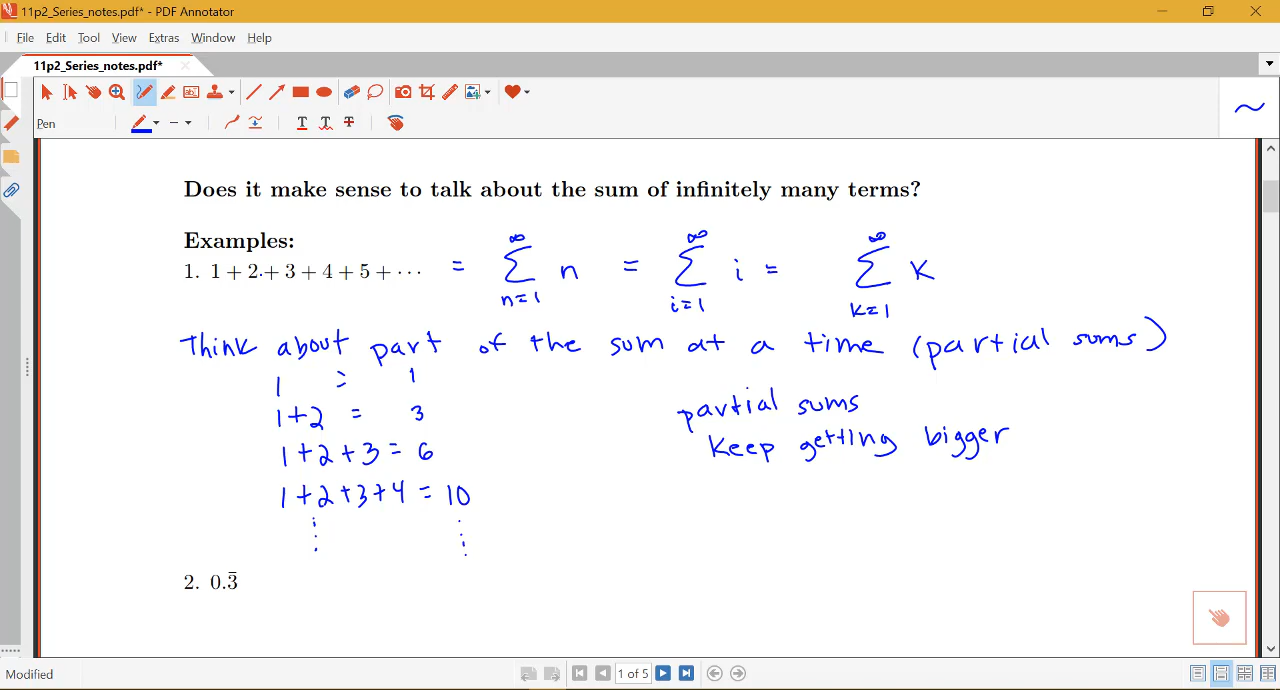 11p2_Series_notes.pdf* - PDF Annotator
File Edit Tool View Extras Window Help
11p2_Series_notes.pdf*
Pen
Does it make sense to talk about the sum of infinitely many terms?
Examples:
1. 1 + 2 + 3 + 4 + 5 + ⋯ = ∑_{n=1}^{∞} n = ∑_{i=1}^{∞} i = ∑_{k=1}^{∞} k
Think about part of the sum at a time (partial sums)
1 = 1
1+2 = 3
1+2+3 = 6
1+2+3+4 = 10
⋮ ⋮
partial sums
keep getting bigger
2. 0.3̄
Modified
1 of 5